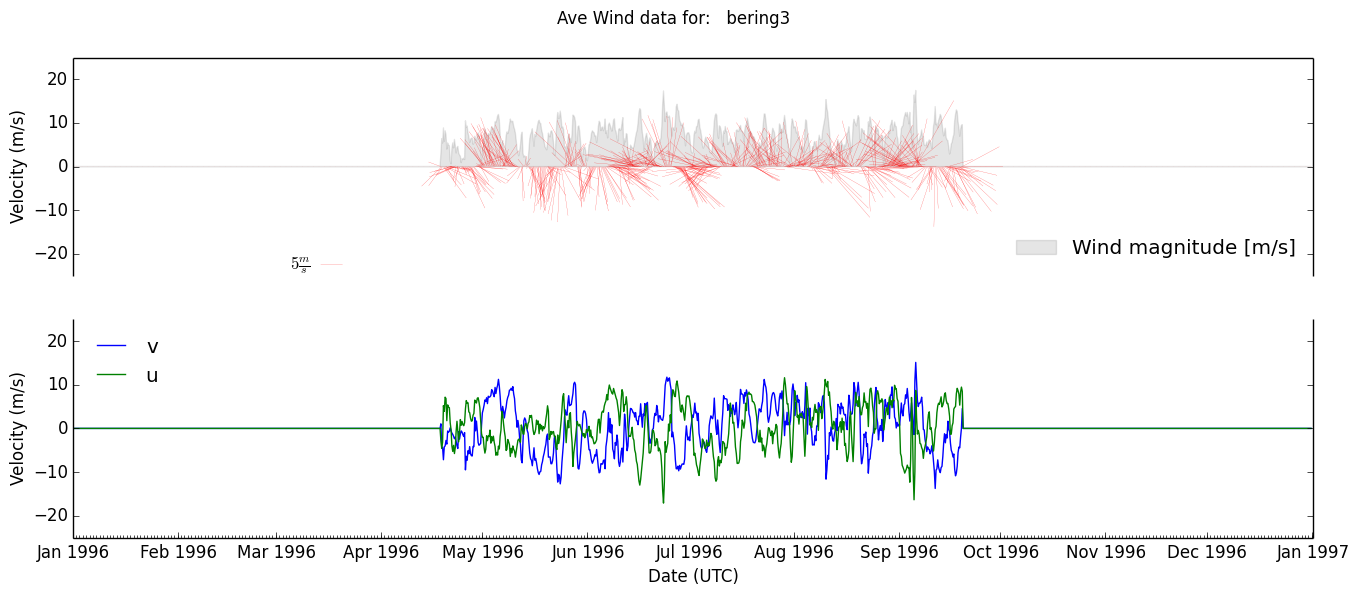 Ave Wind data for:   bering3
20
10
0
−10
−20
Velocity (m/s)
5 m/s
Wind magnitude [m/s]
20
10
0
−10
−20
Velocity (m/s)
v
u
Jan 1996 Feb 1996 Mar 1996 Apr 1996 May 1996 Jun 1996 Jul 1996 Aug 1996 Sep 1996 Oct 1996 Nov 1996 Dec 1996 Jan 1997
Date (UTC)